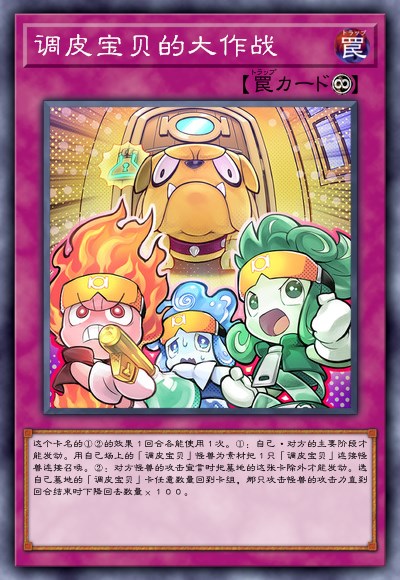 调皮宝贝的大作战
トラップ
罠
【罠カード】
トラップ
这个卡名的①②的效果1回合各能使用1次。①:自己·对方的主要阶段才
能发动。用自己场上的「调皮宝贝」怪兽为素材把1只「调皮宝贝」连接怪
兽连接召唤。②:对方怪兽的攻击宣言时把墓地的这张卡除外才能发动。选
自己墓地的「调皮宝贝」卡任意数量回到卡组,那只攻击怪兽的攻击力直到
回合结束时下降回去数量×100。